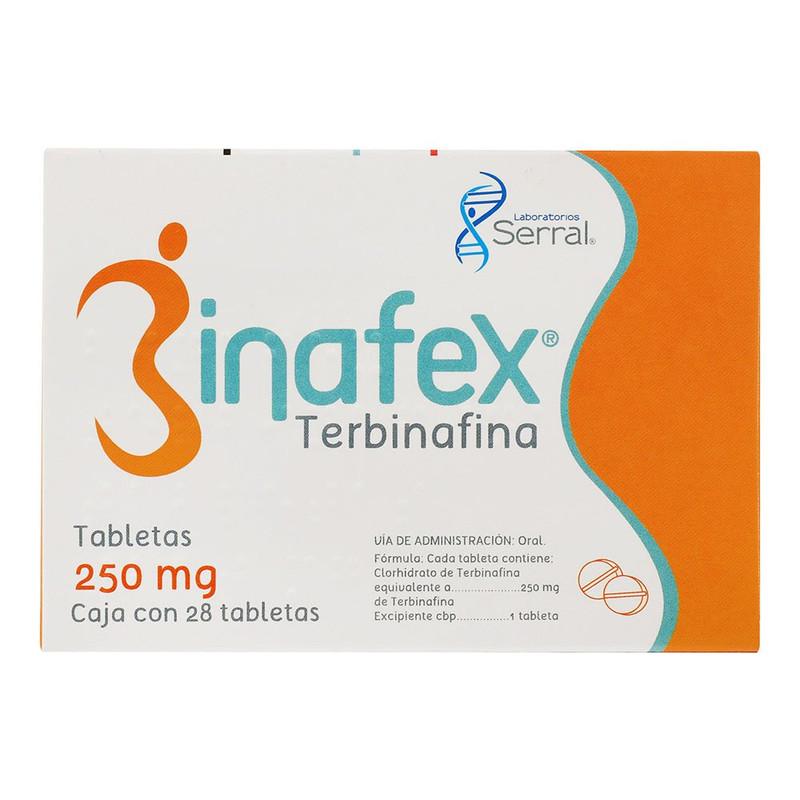 Laboratorios
Serral®
Binafex®
Terbinafina
Tabletas
250 mg
Caja con 28 tabletas
VÍA DE ADMINISTRACIÓN: Oral.
Fórmula: Cada tableta contiene:
Clorhidrato de Terbinafina
equivalente a....................250 mg
de Terbinafina
Excipiente cbp................1 tableta